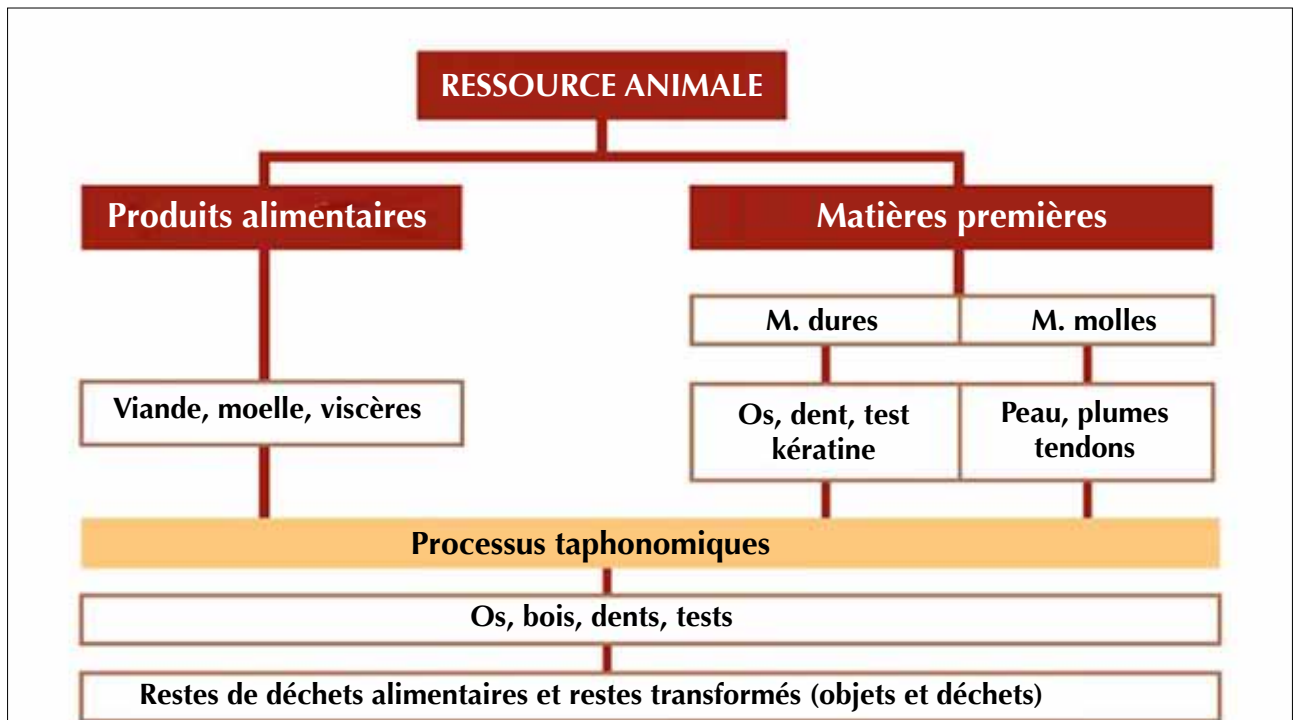 RESSOURCE ANIMALE
Produits alimentaires
Matières premières
M. dures
M. molles
Viande, moelle, viscères
Os, dent, test
kératine
Peau, plumes
tendons
Processus taphonomiques
Os, bois, dents, tests
Restes de déchets alimentaires et restes transformés (objets et déchets)